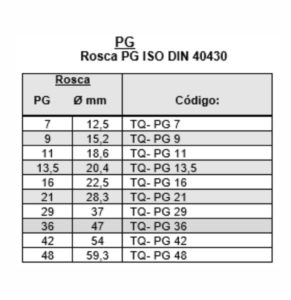 PG
Rosca PG ISO DIN 40430
Rosca
PG Ø mm Código:
7 12,5 TQ- PG 7
9 15,2 TQ- PG 9
11 18,6 TQ- PG 11
13,5 20,4 TQ- PG 13,5
16 22,5 TQ- PG 16
21 28,3 TQ- PG 21
29 37 TQ- PG 29
36 47 TQ- PG 36
42 54 TQ- PG 42
48 59,3 TQ- PG 48